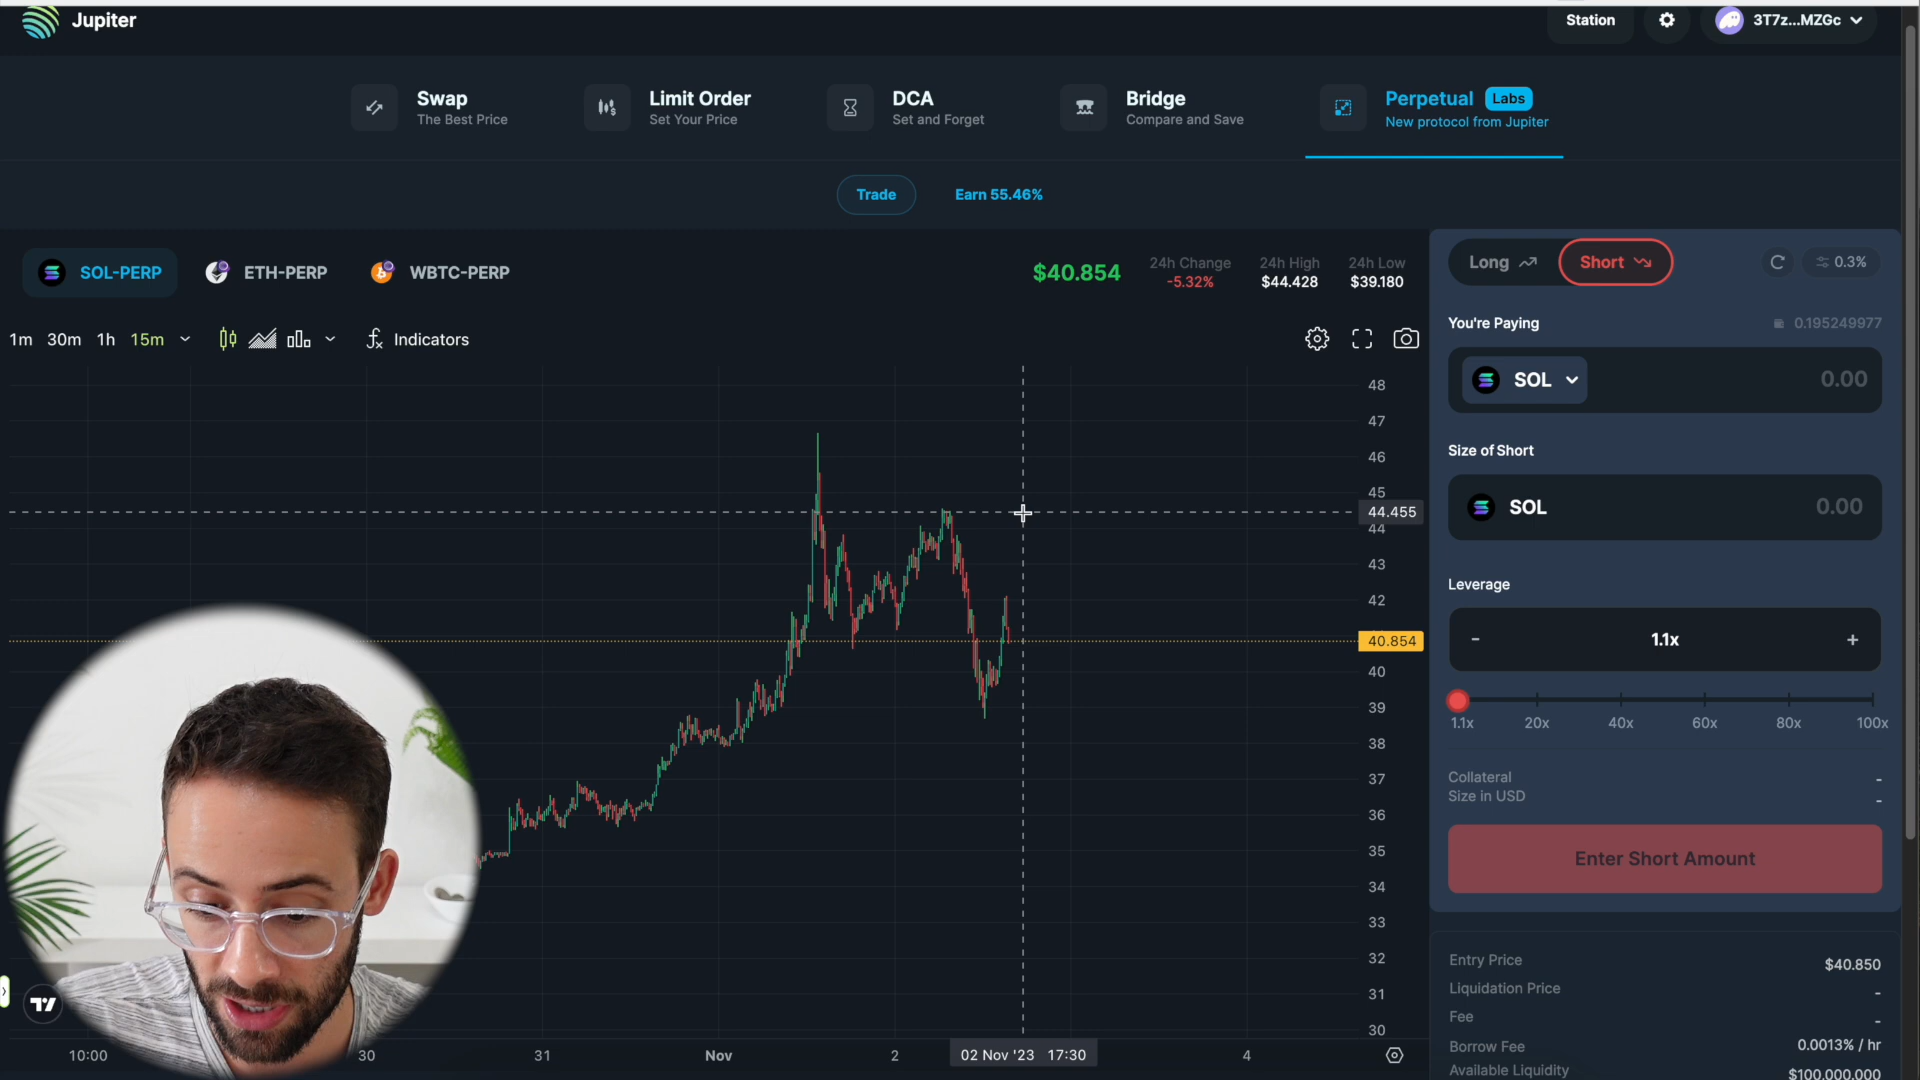 Jupiter
Station
3T7z...MZGc
Swap
The Best Price
Limit Order
Set Your Price
DCA
Set and Forget
Bridge
Compare and Save
Perpetual Labs
New protocol from Jupiter
Trade
Earn 55.46%
SOL-PERP
ETH-PERP
WBTC-PERP
$40.854
24h Change
-5.32%
24h High
$44.428
24h Low
$39.180
1m 30m 1h 15m
Indicators
48
47
46
45
44.455
44
43
42
40.854
40
39
38
37
36
35
34
33
32
31
30
10:00
30
31
Nov
2
02 Nov '23 17:30
4
Long
Short
0.3%
You're Paying
0.195249977
SOL
0.00
Size of Short
SOL
0.00
Leverage
- 1.1x +
1.1x 20x 40x 60x 80x 100x
Collateral -
Size in USD -
Enter Short Amount
Entry Price $40.850
Liquidation Price -
Fee -
Borrow Fee 0.0013% / hr
Available Liquidity $100,000,000